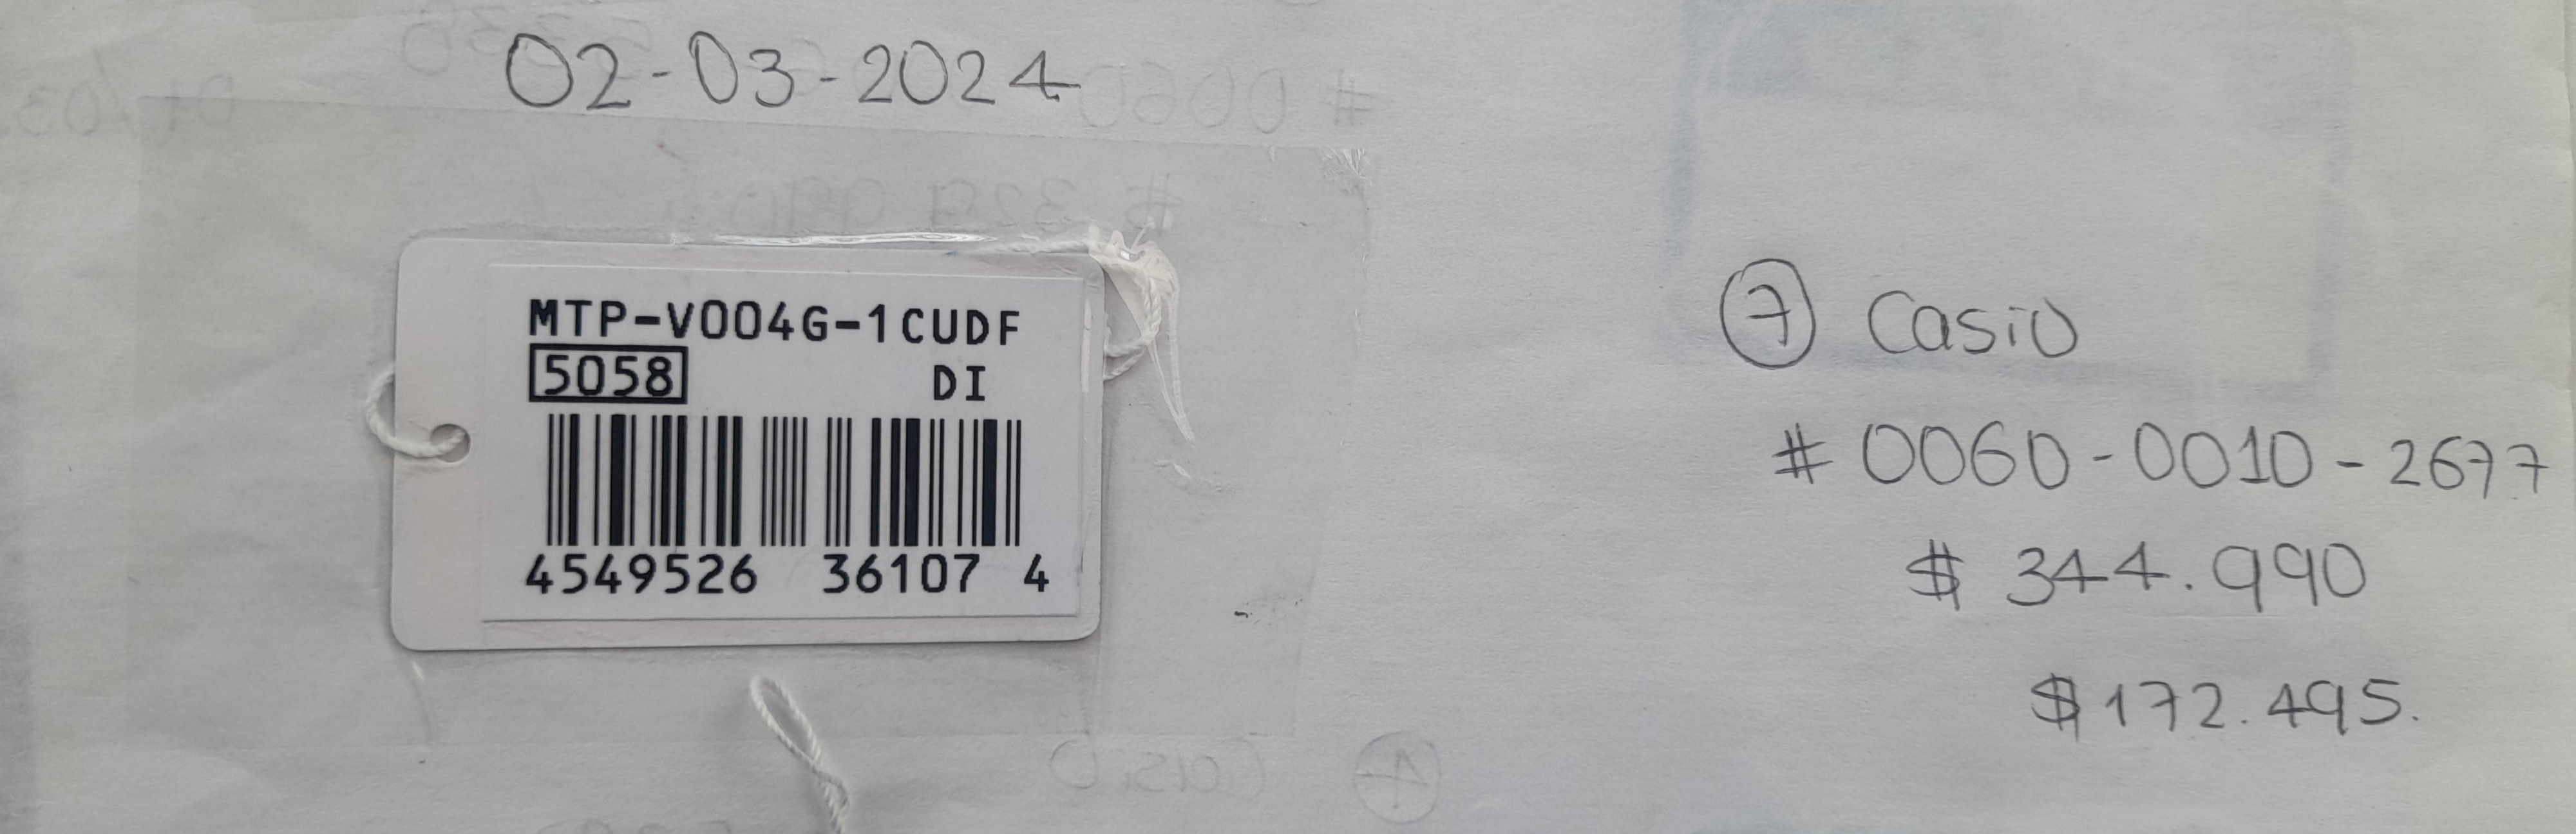 02-03-2024
MTP-V004G-1CUDF
5058 DI
4549526 36107 4
7 Casio
# 0060-0010-2677
$ 344.990
$ 172.495.